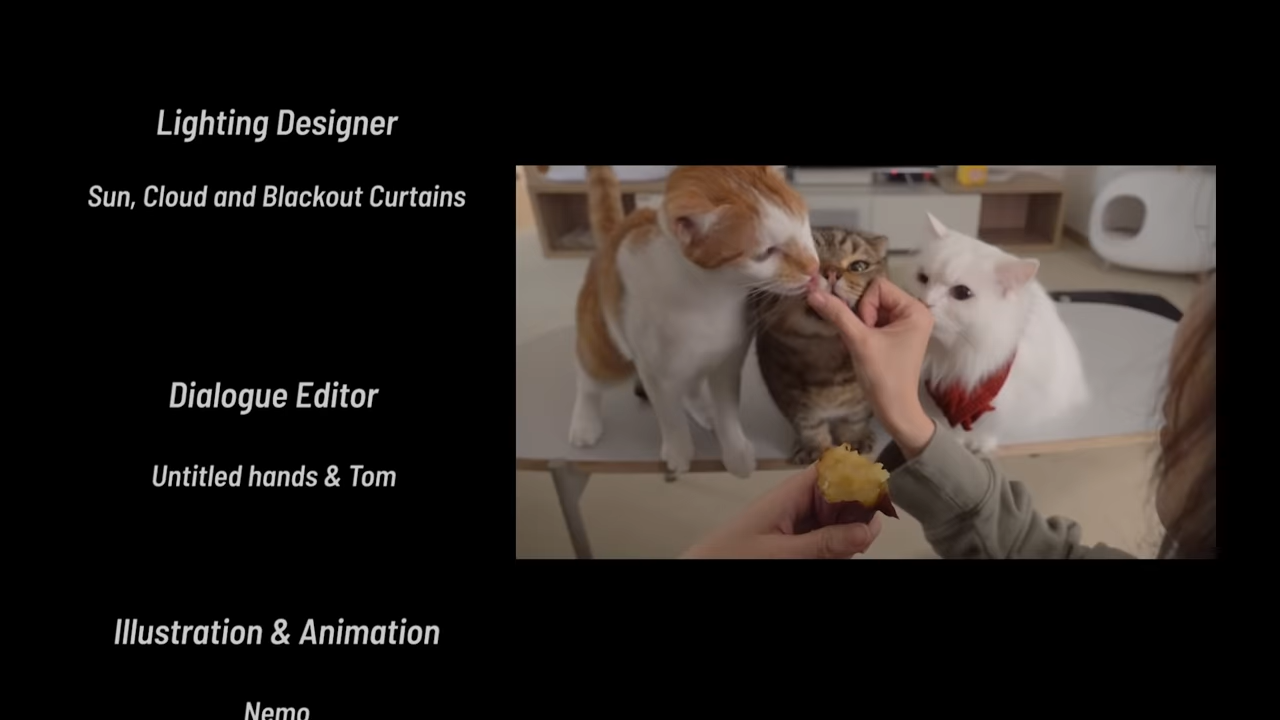 Lighting Designer
Sun, Cloud and Blackout Curtains
Dialogue Editor
Untitled hands & Tom
Illustration & Animation
Nemo